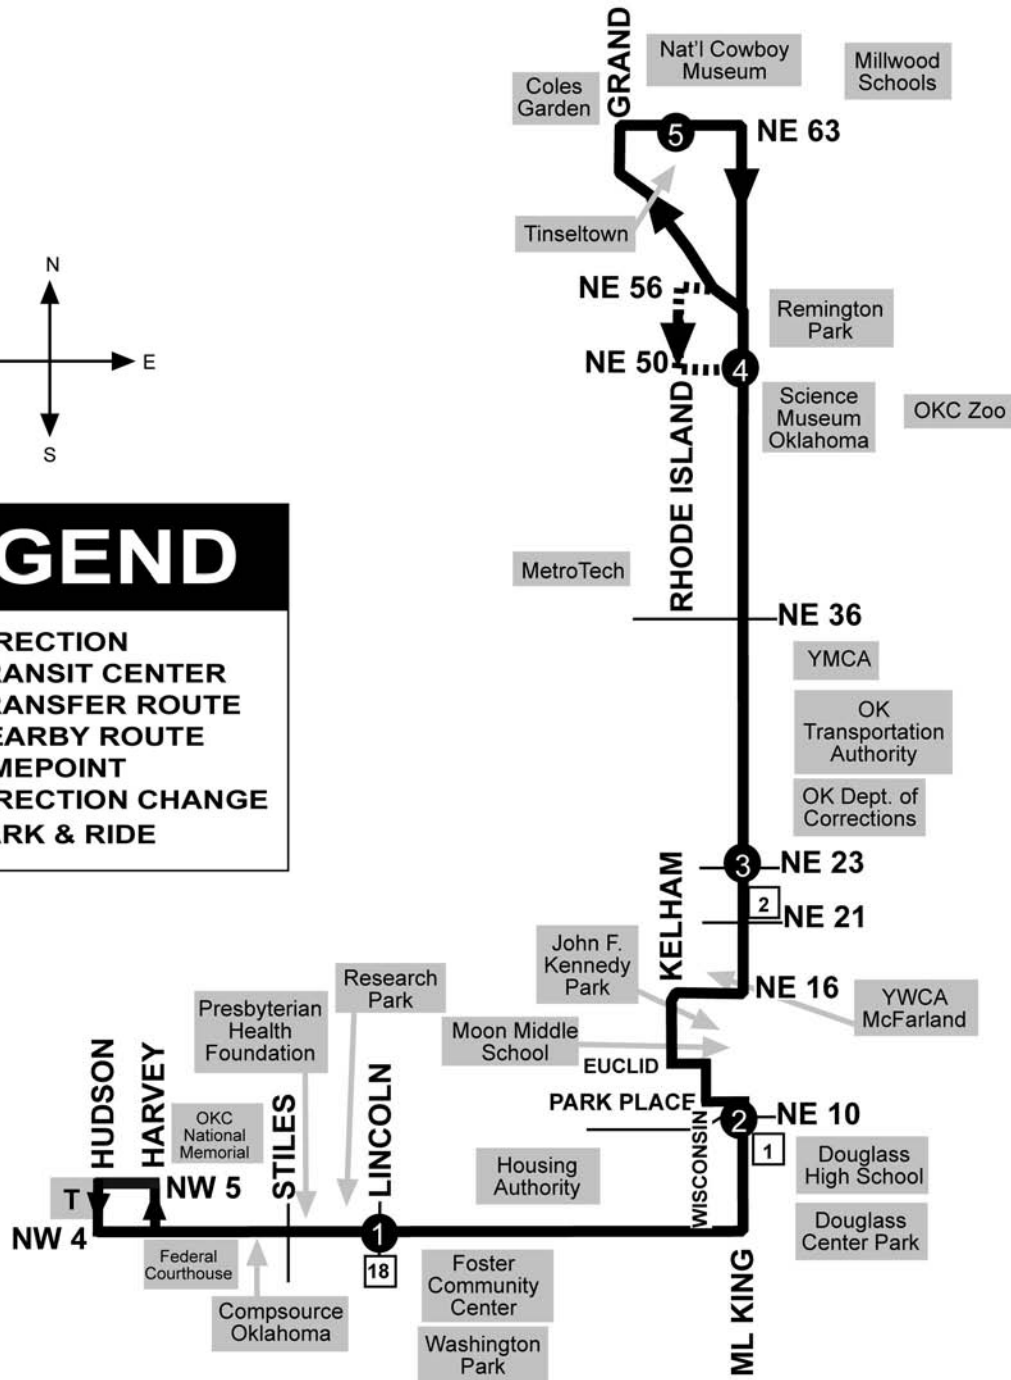 GRAND
Nat'l Cowboy
Museum
Millwood
Schools
Coles
Garden
5
NE 63
Tinseltown
N
E
S
NE 56
Remington
Park
NE 50
4
RHODE ISLAND
Science
Museum
Oklahoma
OKC Zoo
GEND
RECTION
RANSIT CENTER
RANSFER ROUTE
EARBY ROUTE
MEPOINT
RECTION CHANGE
ARK & RIDE
MetroTech
NE 36
YMCA
OK
Transportation
Authority
OK Dept. of
Corrections
3
NE 23
2
NE 21
KELHAM
John F.
Kennedy
Park
NE 16
YWCA
McFarland
Research
Park
Presbyterian
Health
Foundation
Moon Middle
School
EUCLID
PARK PLACE
2
NE 10
1
WISCONSIN
Douglass
High School
Douglass
Center Park
Housing
Authority
HUDSON
HARVEY
OKC
National
Memorial
STILES
LINCOLN
T
NW 5
NW 4
1
18
Federal
Courthouse
Compsource
Oklahoma
Foster
Community
Center
Washington
Park
ML KING